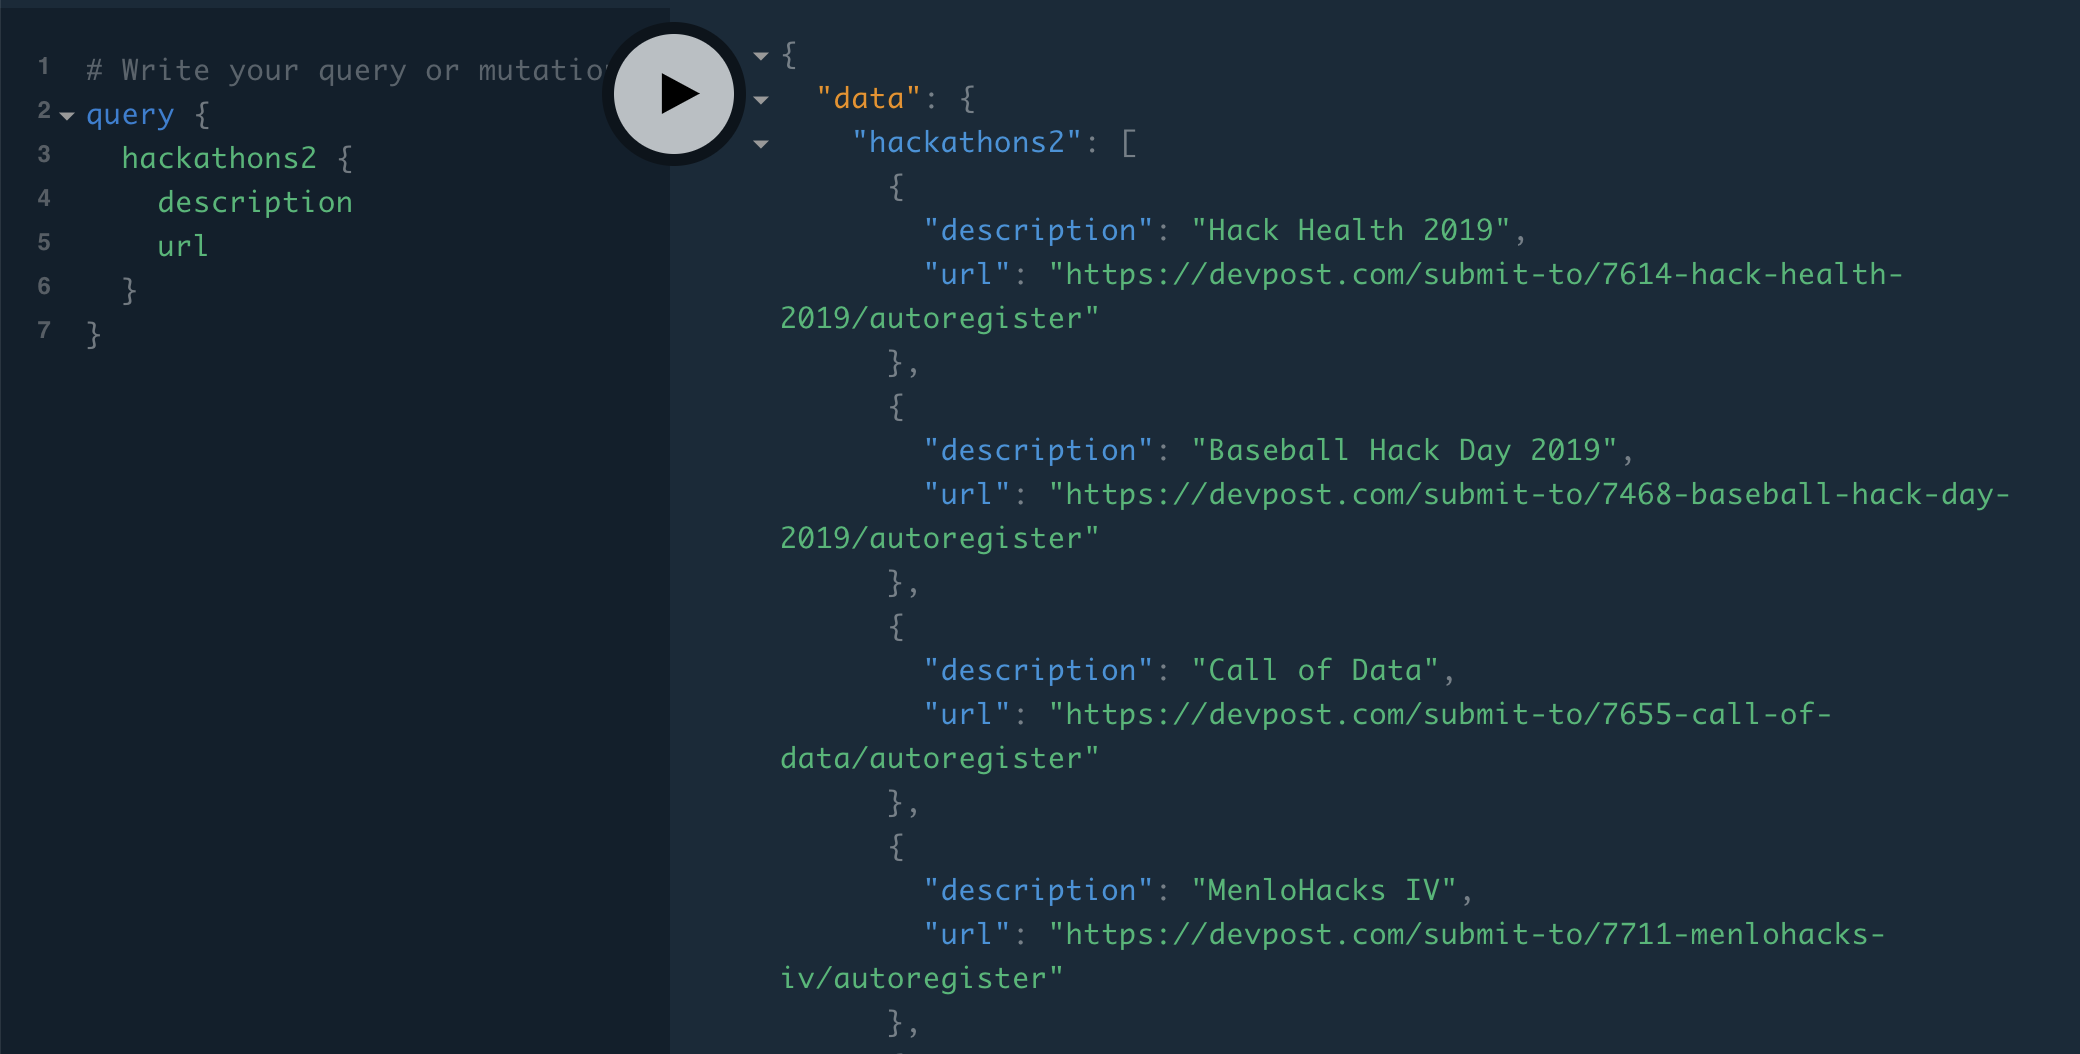 1 # Write your query or mutatio
2 query {
3 hackathons2 {
4 description
5 url
6 }
7 }
{
"data": {
"hackathons2": [
{
"description": "Hack Health 2019",
"url": "https://devpost.com/submit-to/7614-hack-health-
2019/autoregister"
},
{
"description": "Baseball Hack Day 2019",
"url": "https://devpost.com/submit-to/7468-baseball-hack-day-
2019/autoregister"
},
{
"description": "Call of Data",
"url": "https://devpost.com/submit-to/7655-call-of-
data/autoregister"
},
{
"description": "MenloHacks IV",
"url": "https://devpost.com/submit-to/7711-menlohacks-
iv/autoregister"
},